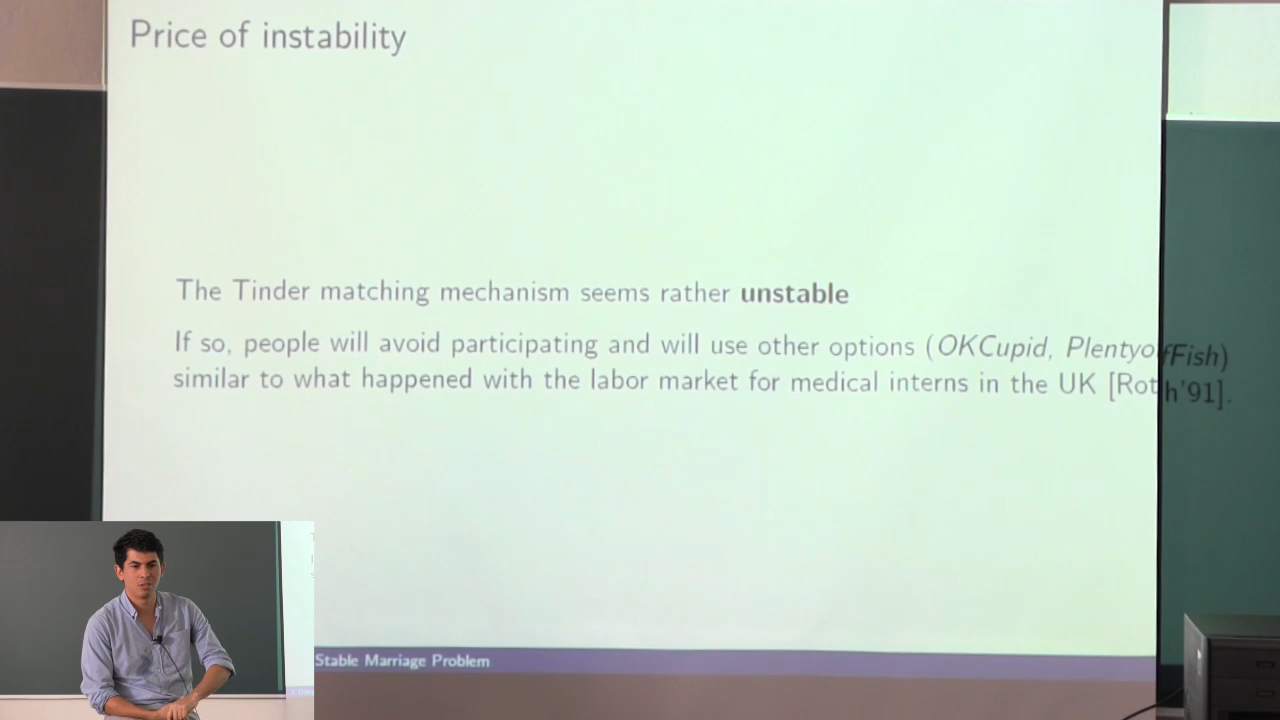 Price of instability
The Tinder matching mechanism seems rather unstable
If so, people will avoid participating and will use other options (OKCupid, PlentyofFish)
similar to what happened with the labor market for medical interns in the UK [Roth'91].
Stable Marriage Problem